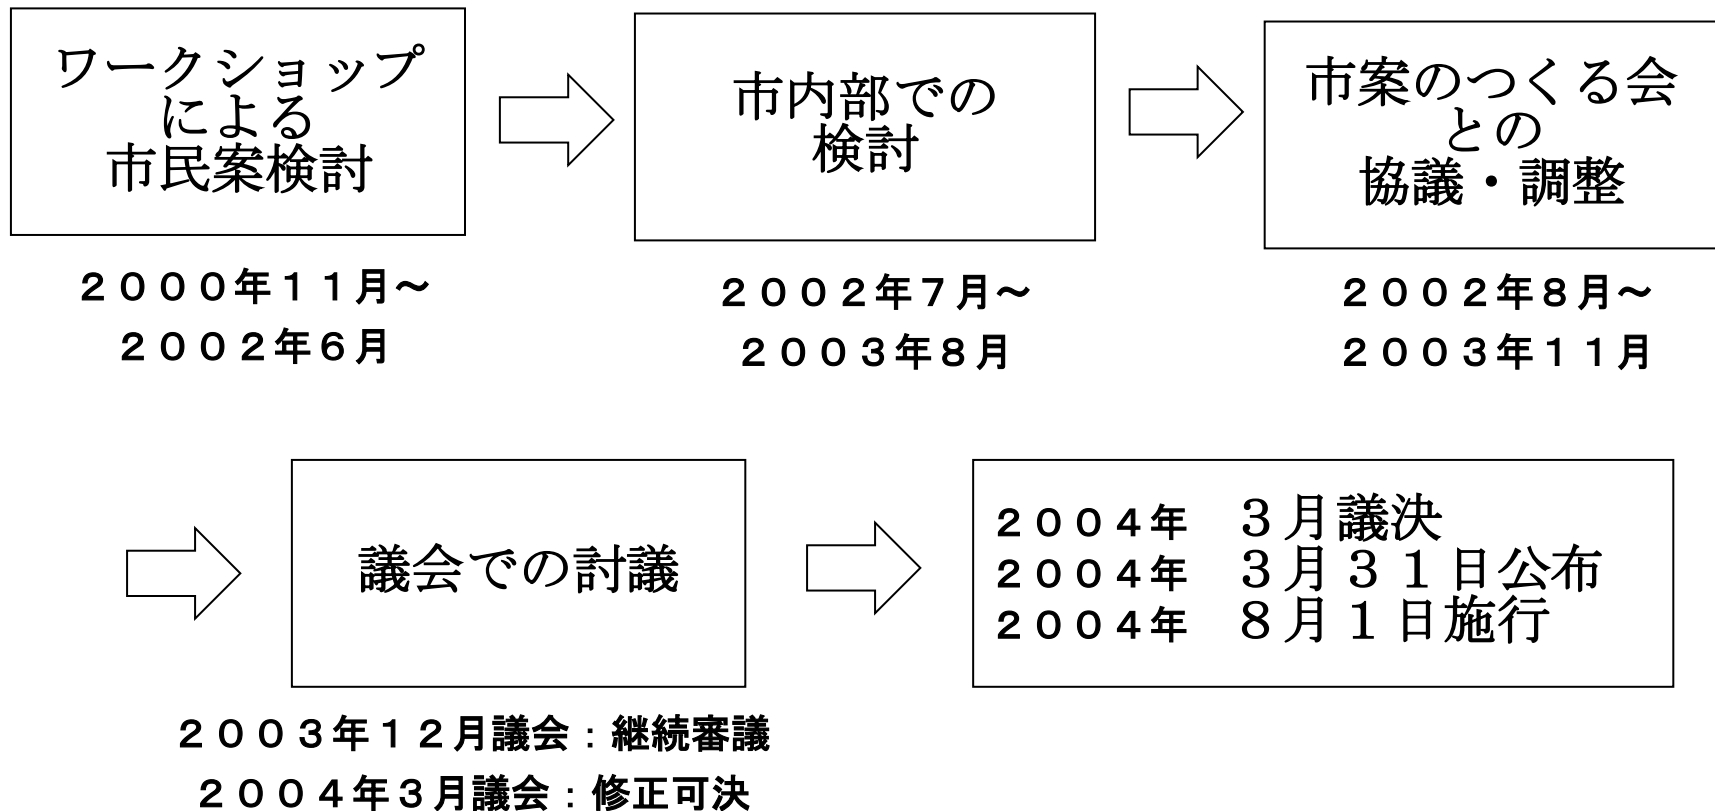 ワークショップ
による
市民案検討
２０００年１１月～
２００２年６月
市内部での
検討
２００２年７月～
２００３年８月
市案のつくる会
との
協議・調整
２００２年８月～
２００３年１１月
議会での討議
２００３年１２月議会：継続審議
２００４年３月議会：修正可決
２００４年　３月議決
２００４年　３月３１日公布
２００４年　８月１日施行